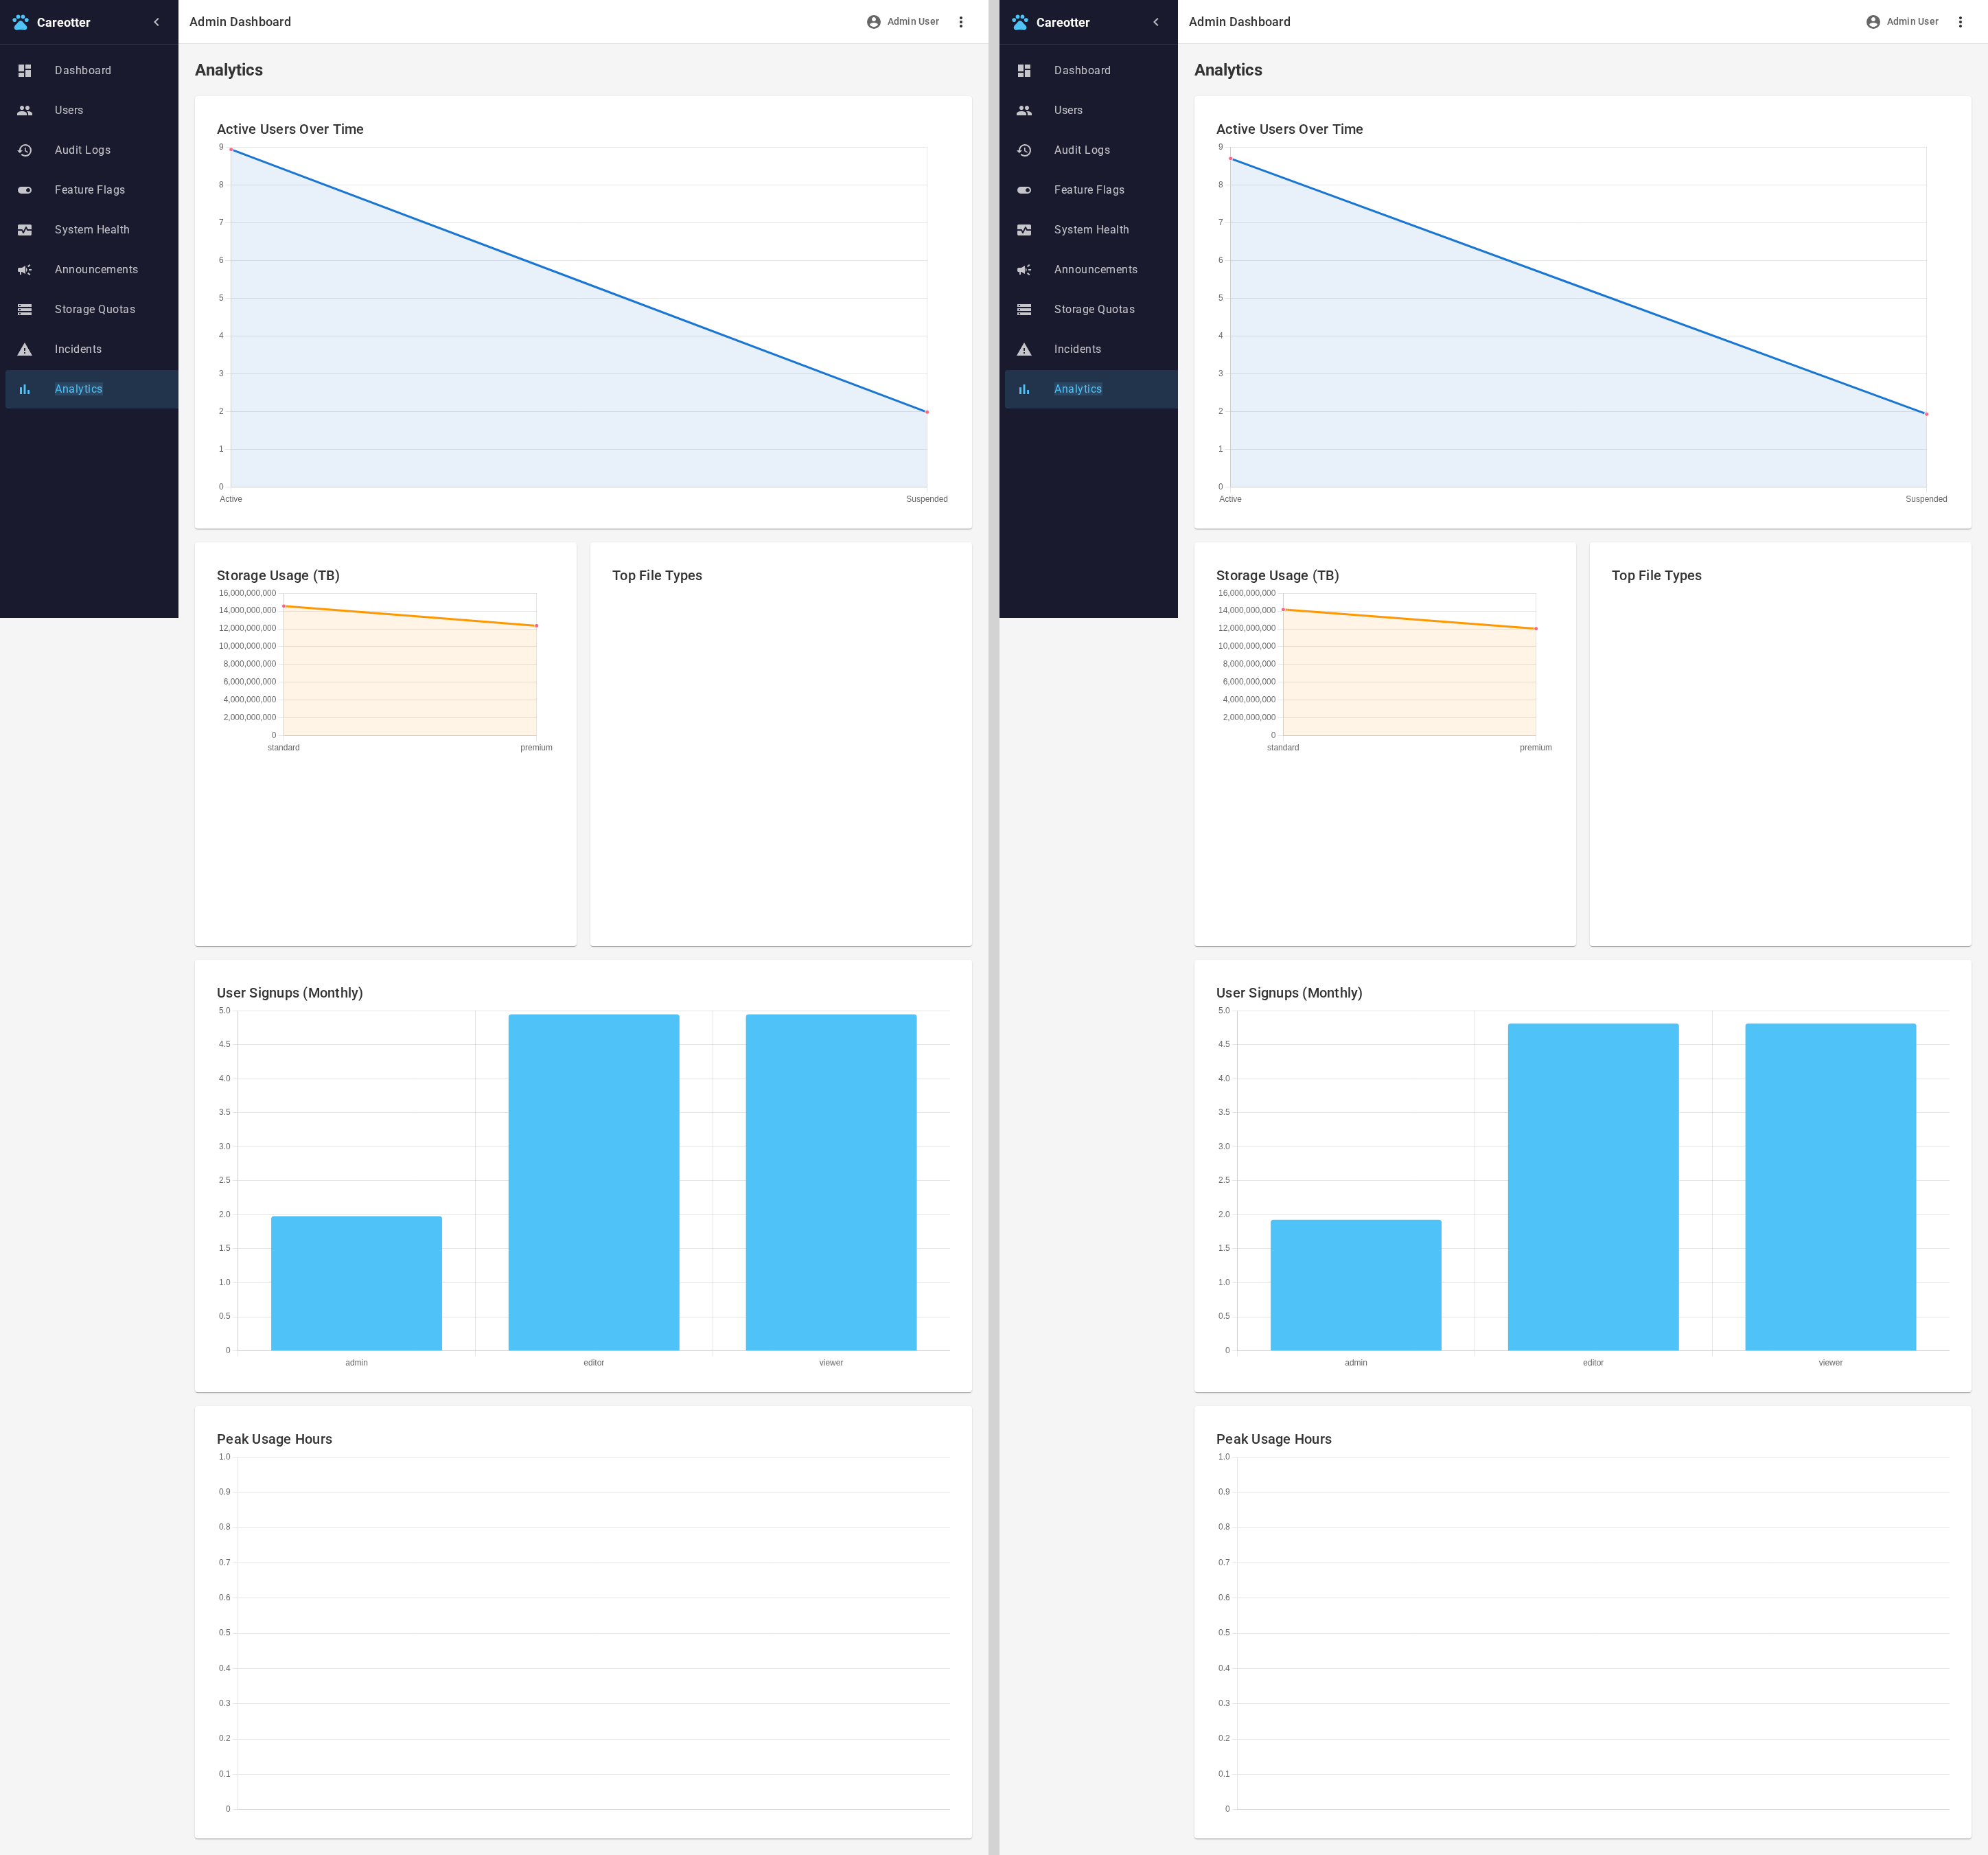 Careotter
Admin Dashboard
Admin User
Dashboard
Users
Audit Logs
Feature Flags
System Health
Announcements
Storage Quotas
Incidents
Analytics
Analytics
Active Users Over Time
9
8
7
6
5
4
3
2
1
0
Active Suspended
Storage Usage (TB)
16,000,000,000
14,000,000,000
12,000,000,000
10,000,000,000
8,000,000,000
6,000,000,000
4,000,000,000
2,000,000,000
0
standard premium
Top File Types
User Signups (Monthly)
5.0
4.5
4.0
3.5
3.0
2.5
2.0
1.5
1.0
0.5
0
admin editor viewer
Peak Usage Hours
1.0
0.9
0.8
0.7
0.6
0.5
0.4
0.3
0.2
0.1
0
Careotter
Admin Dashboard
Admin User
Dashboard
Users
Audit Logs
Feature Flags
System Health
Announcements
Storage Quotas
Incidents
Analytics
Analytics
Active Users Over Time
9
8
7
6
5
4
3
2
1
0
Active Suspended
Storage Usage (TB)
16,000,000,000
14,000,000,000
12,000,000,000
10,000,000,000
8,000,000,000
6,000,000,000
4,000,000,000
2,000,000,000
0
standard premium
Top File Types
User Signups (Monthly)
5.0
4.5
4.0
3.5
3.0
2.5
2.0
1.5
1.0
0.5
0
admin editor viewer
Peak Usage Hours
1.0
0.9
0.8
0.7
0.6
0.5
0.4
0.3
0.2
0.1
0